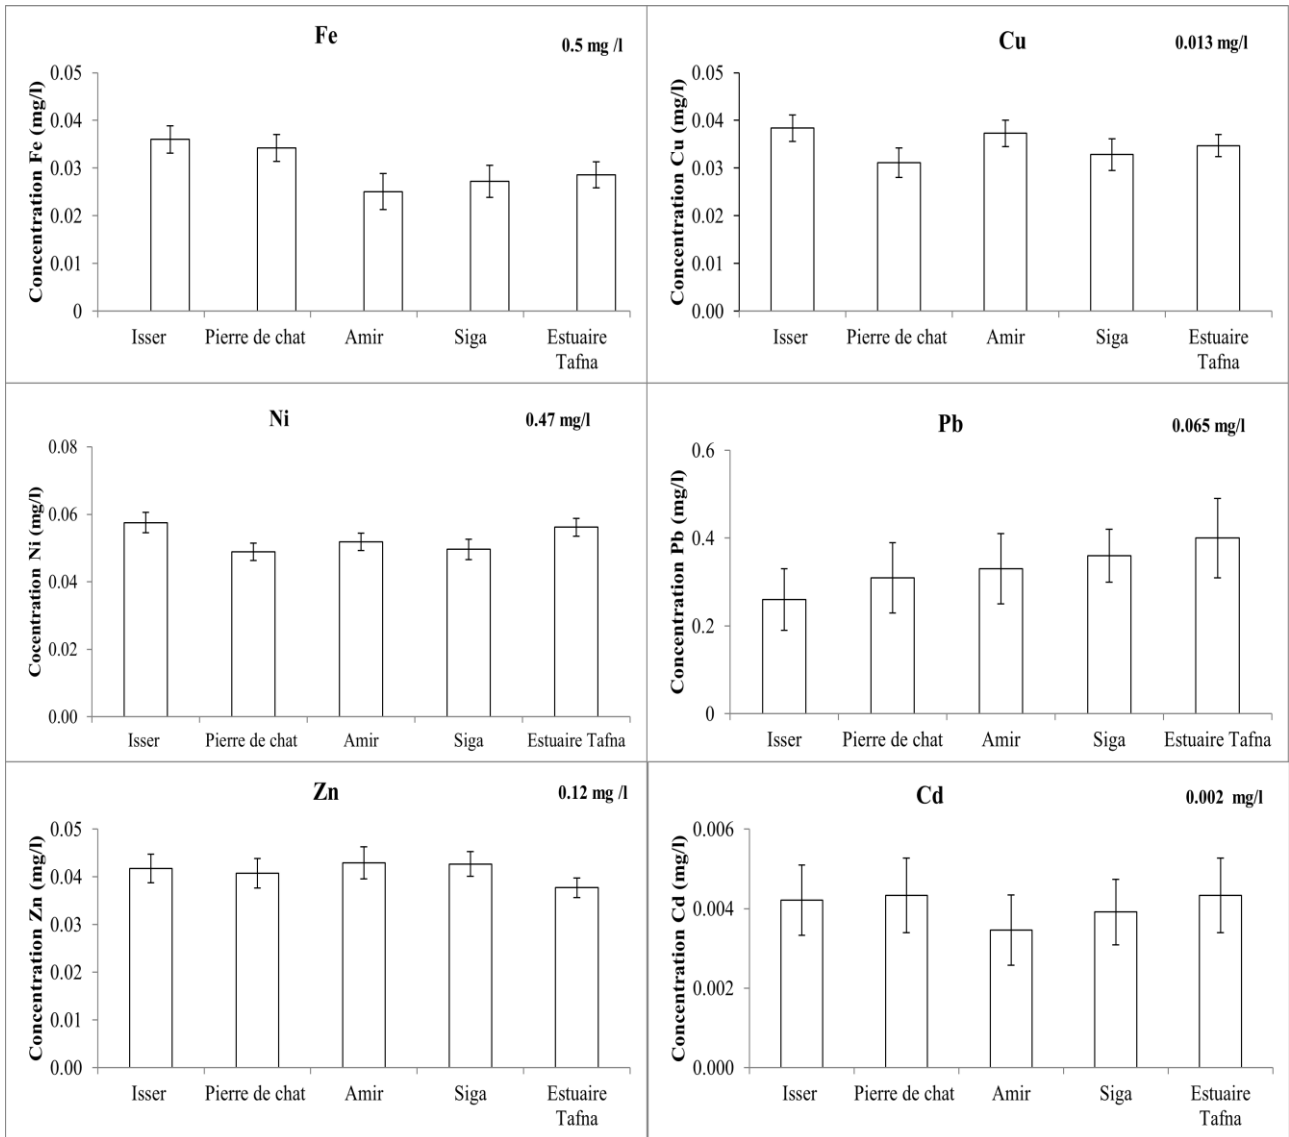 Fe
0.5 mg /l
Concentration Fe (mg/l)
0.05
0.04
0.03
0.02
0.01
0
Isser
Pierre de chat
Amir
Siga
Estuaire
Tafna
Cu
0.013 mg/l
Concentration Cu (mg/l)
0.05
0.04
0.03
0.02
0.01
0.00
Isser
Pierre de chat
Amir
Siga
Estuaire
Tafna
Ni
0.47 mg/l
Cocentration Ni (mg/l)
0.08
0.06
0.04
0.02
0.00
Isser
Pierre de chat
Amir
Siga
Estuaire Tafna
Pb
0.065 mg/l
Concentration Pb (mg/l)
0.6
0.4
0.2
0
Isser
Pierre de chat
Amir
Siga
Estuaire Tafna
Zn
0.12 mg /l
Concentration Zn (mg/l)
0.05
0.04
0.03
0.02
0.01
0.00
Isser
Pierre de chat
Amir
Siga
Estuaire
Tafna
Cd
0.002 mg/l
Concentration Cd (mg/l)
0.006
0.004
0.002
0.000
Isser
Pierre de chat
Amir
Siga
Estuaire
Tafna